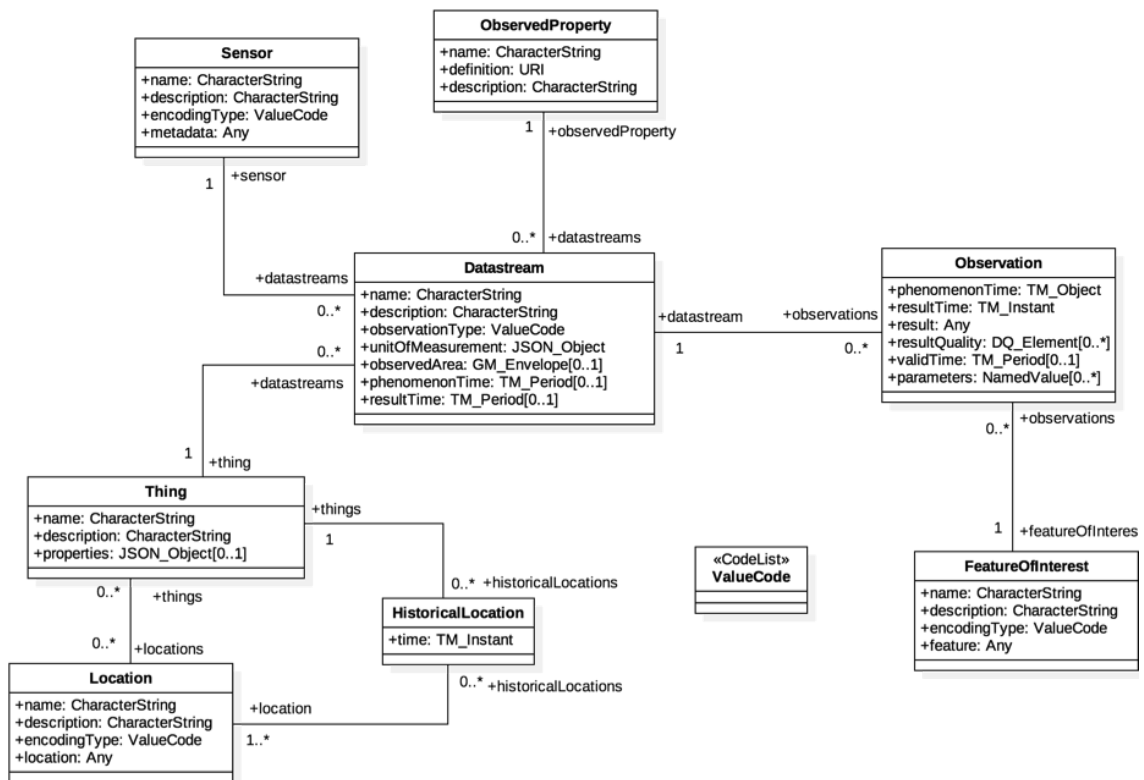 ObservedProperty
+name: CharacterString
+definition: URI
+description: CharacterString
Sensor
+name: CharacterString
+description: CharacterString
+encodingType: ValueCode
+metadata: Any
1
+observedProperty
1
+sensor
0..*
+datastreams
+datastreams
0..*
Datastream
+name: CharacterString
+description: CharacterString
+observationType: ValueCode
+unitOfMeasurement: JSON_Object
+observedArea: GM_Envelope[0..1]
+phenomenonTime: TM_Period[0..1]
+resultTime: TM_Period[0..1]
+datastream
1
+observations
0..*
Observation
+phenomenonTime: TM_Object
+resultTime: TM_Instant
+result: Any
+resultQuality: DQ_Element[0..*]
+validTime: TM_Period[0..1]
+parameters: NamedValue[0..*]
0..*
+datastreams
0..*
+observations
1
+thing
Thing
+name: CharacterString
+description: CharacterString
+properties: JSON_Object[0..1]
+things
1
1
+featureOfInteres
«CodeList»
ValueCode
FeatureOfInterest
+name: CharacterString
+description: CharacterString
+encodingType: ValueCode
+feature: Any
0..*
+historicalLocations
0..*
+things
HistoricalLocation
+time: TM_Instant
0..*
+locations
0..*
+historicalLocations
Location
+name: CharacterString
+description: CharacterString
+encodingType: ValueCode
+location: Any
+location
1..*